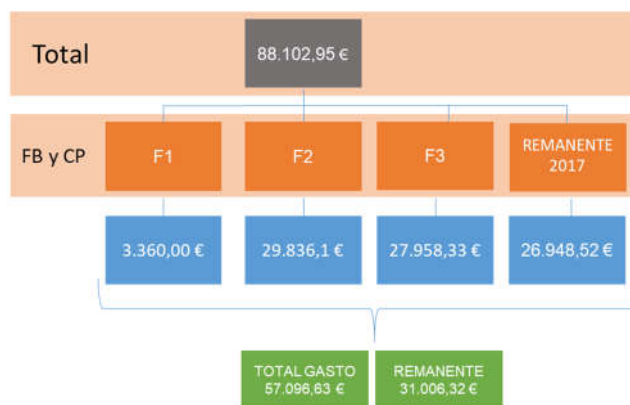 Total
88.102,95 €
FB y CP
F1
F2
F3
REMANENTE
2017
3.360,00 €
29.836,1 €
27.958,33 €
26.948,52 €
TOTAL GASTO
57.096,63 €
REMANENTE
31.006,32 €